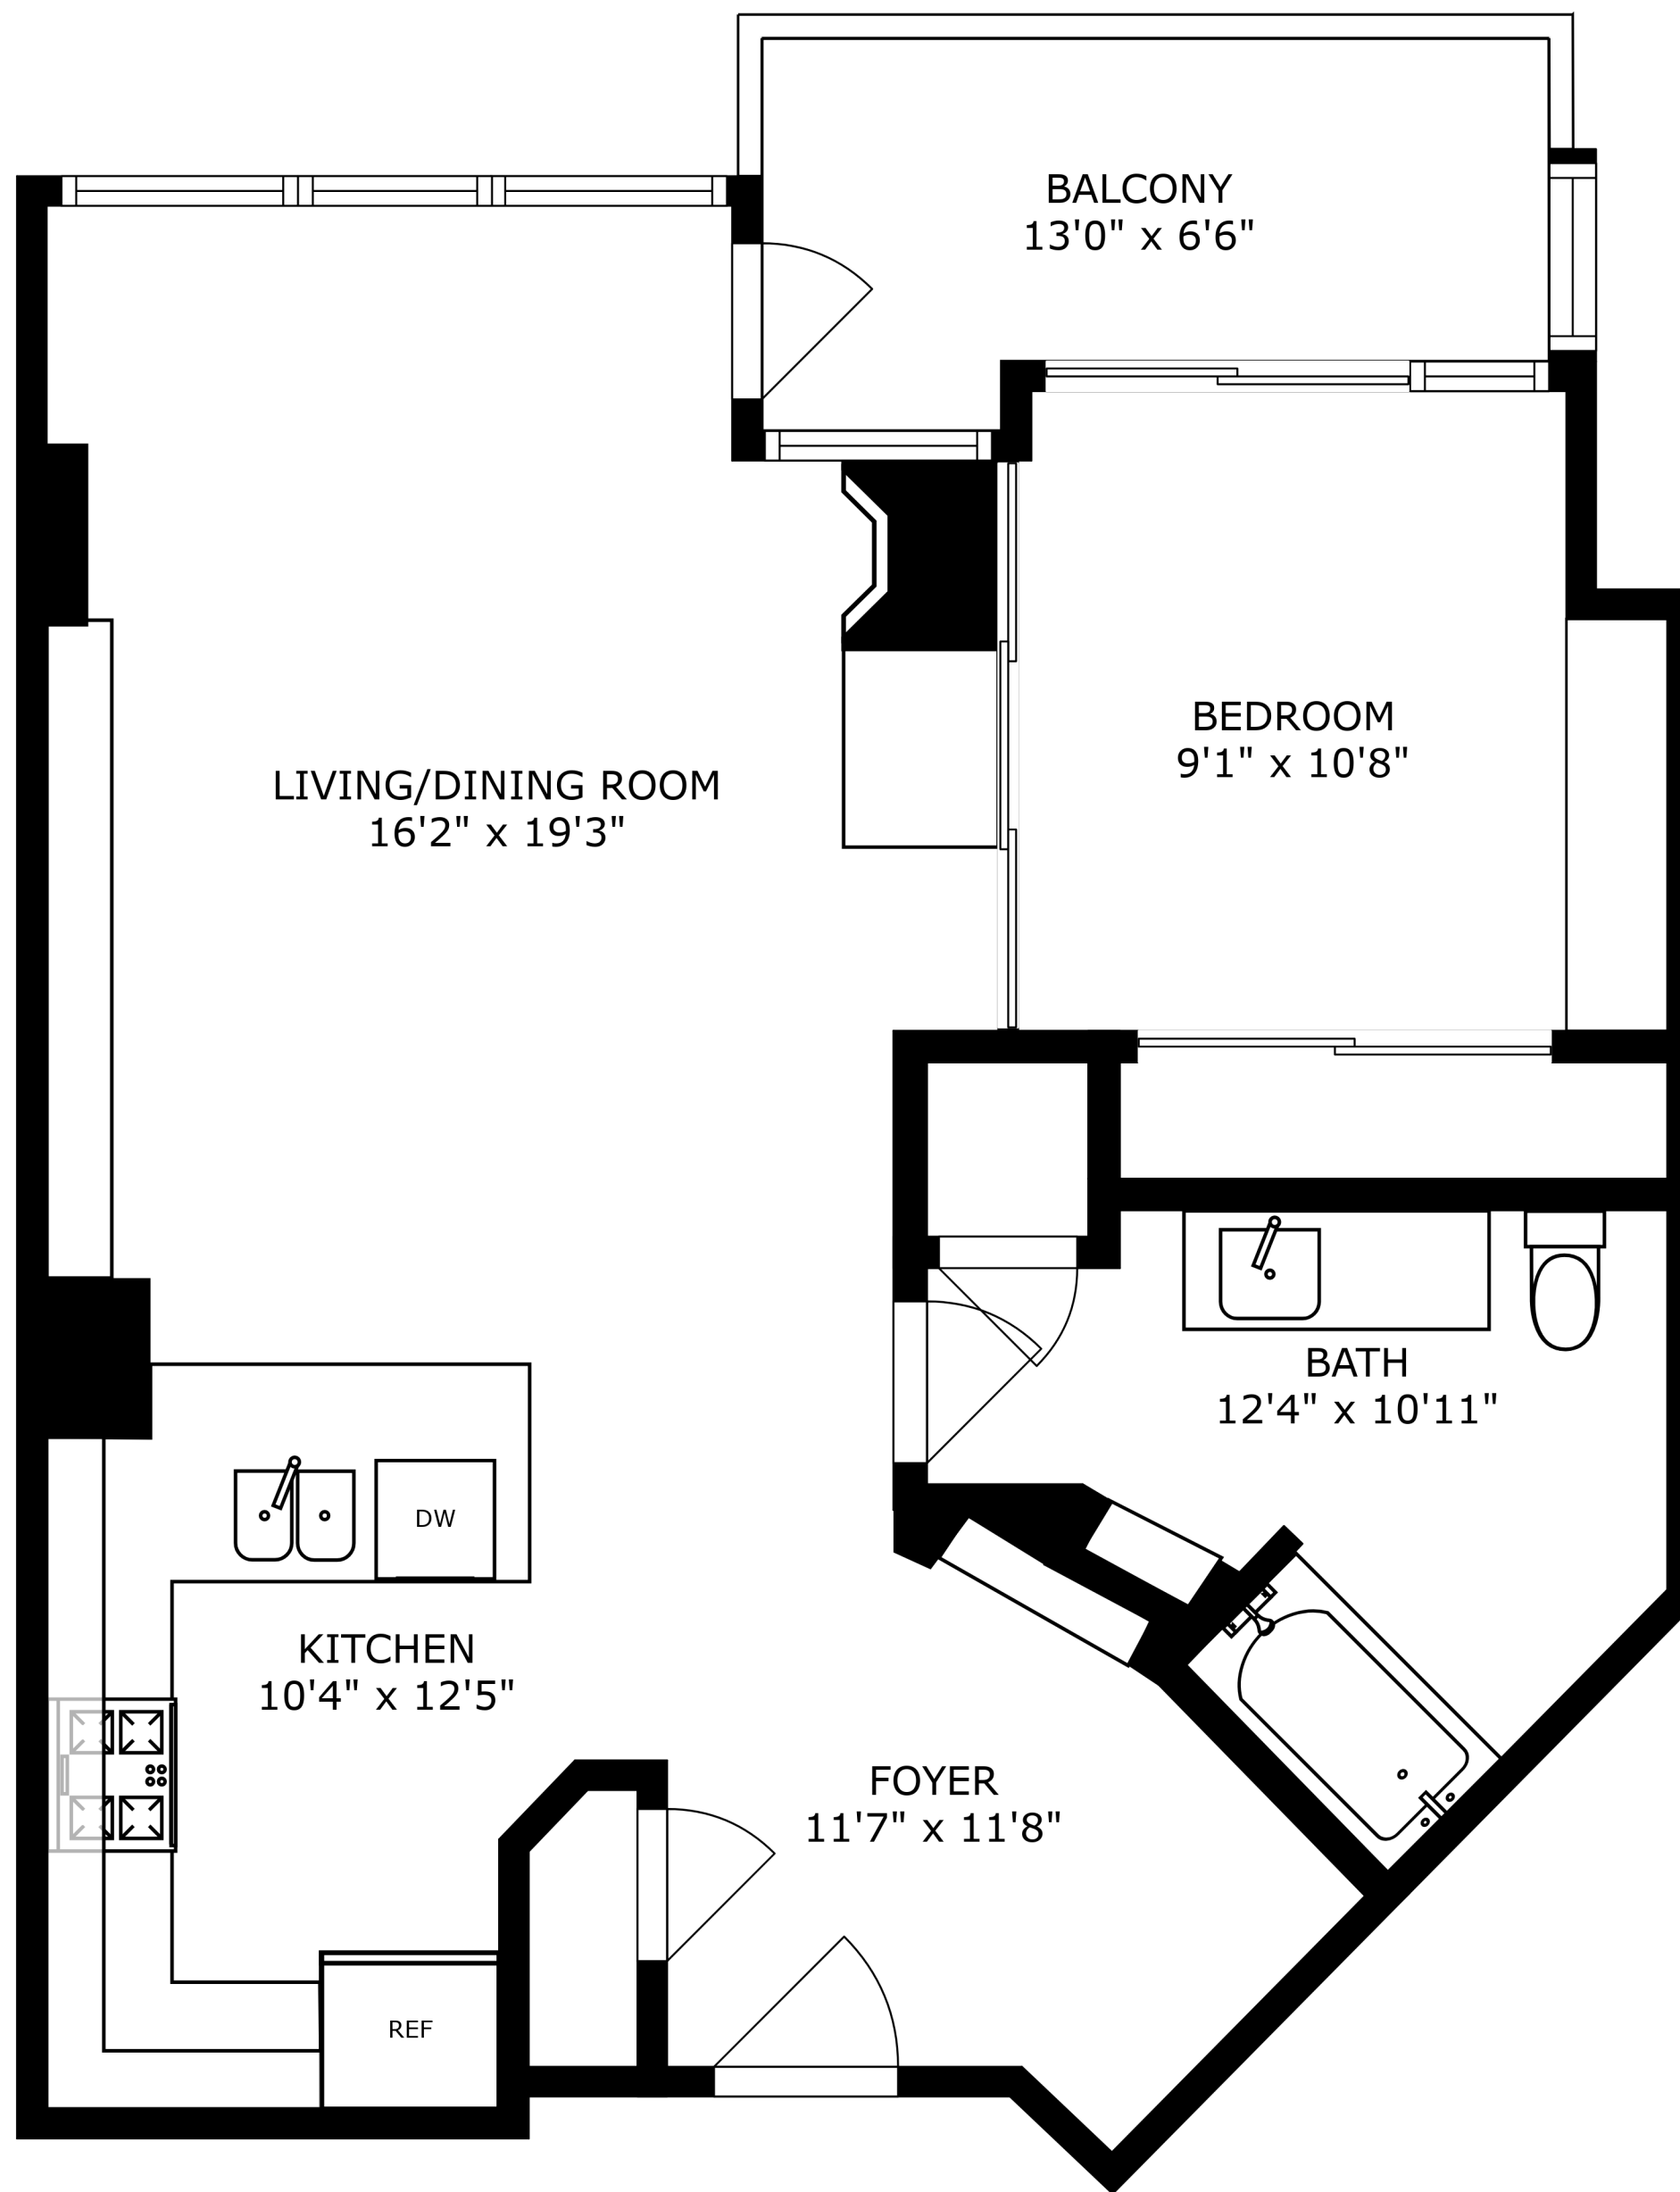 BALCONY
13'0" x 6'6"
BEDROOM
9'1" x 10'8"
LIVING/DINING ROOM
16'2" x 19'3"
BATH
12'4" x 10'11"
DW
KITCHEN
10'4" x 12'5"
FOYER
11'7" x 11'8"
REF